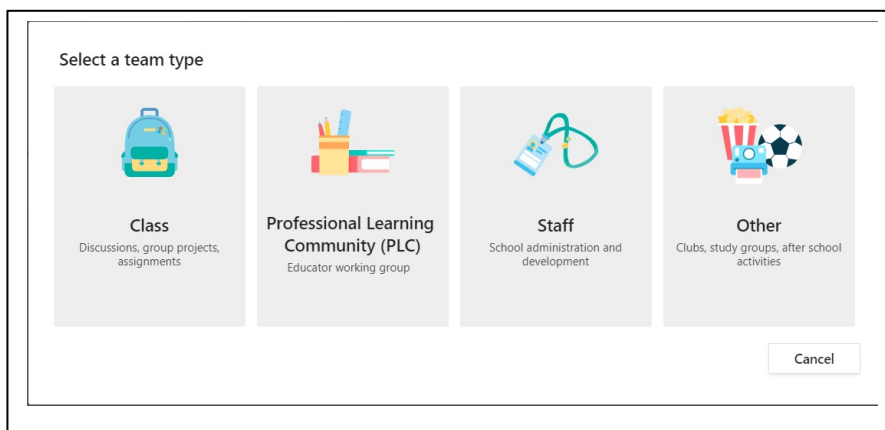 Select a team type
Class
Discussions, group projects,
assignments
Professional Learning
Community (PLC)
Educator working group
Staff
School administration and
development
Other
Clubs, study groups, after school
activities
Cancel